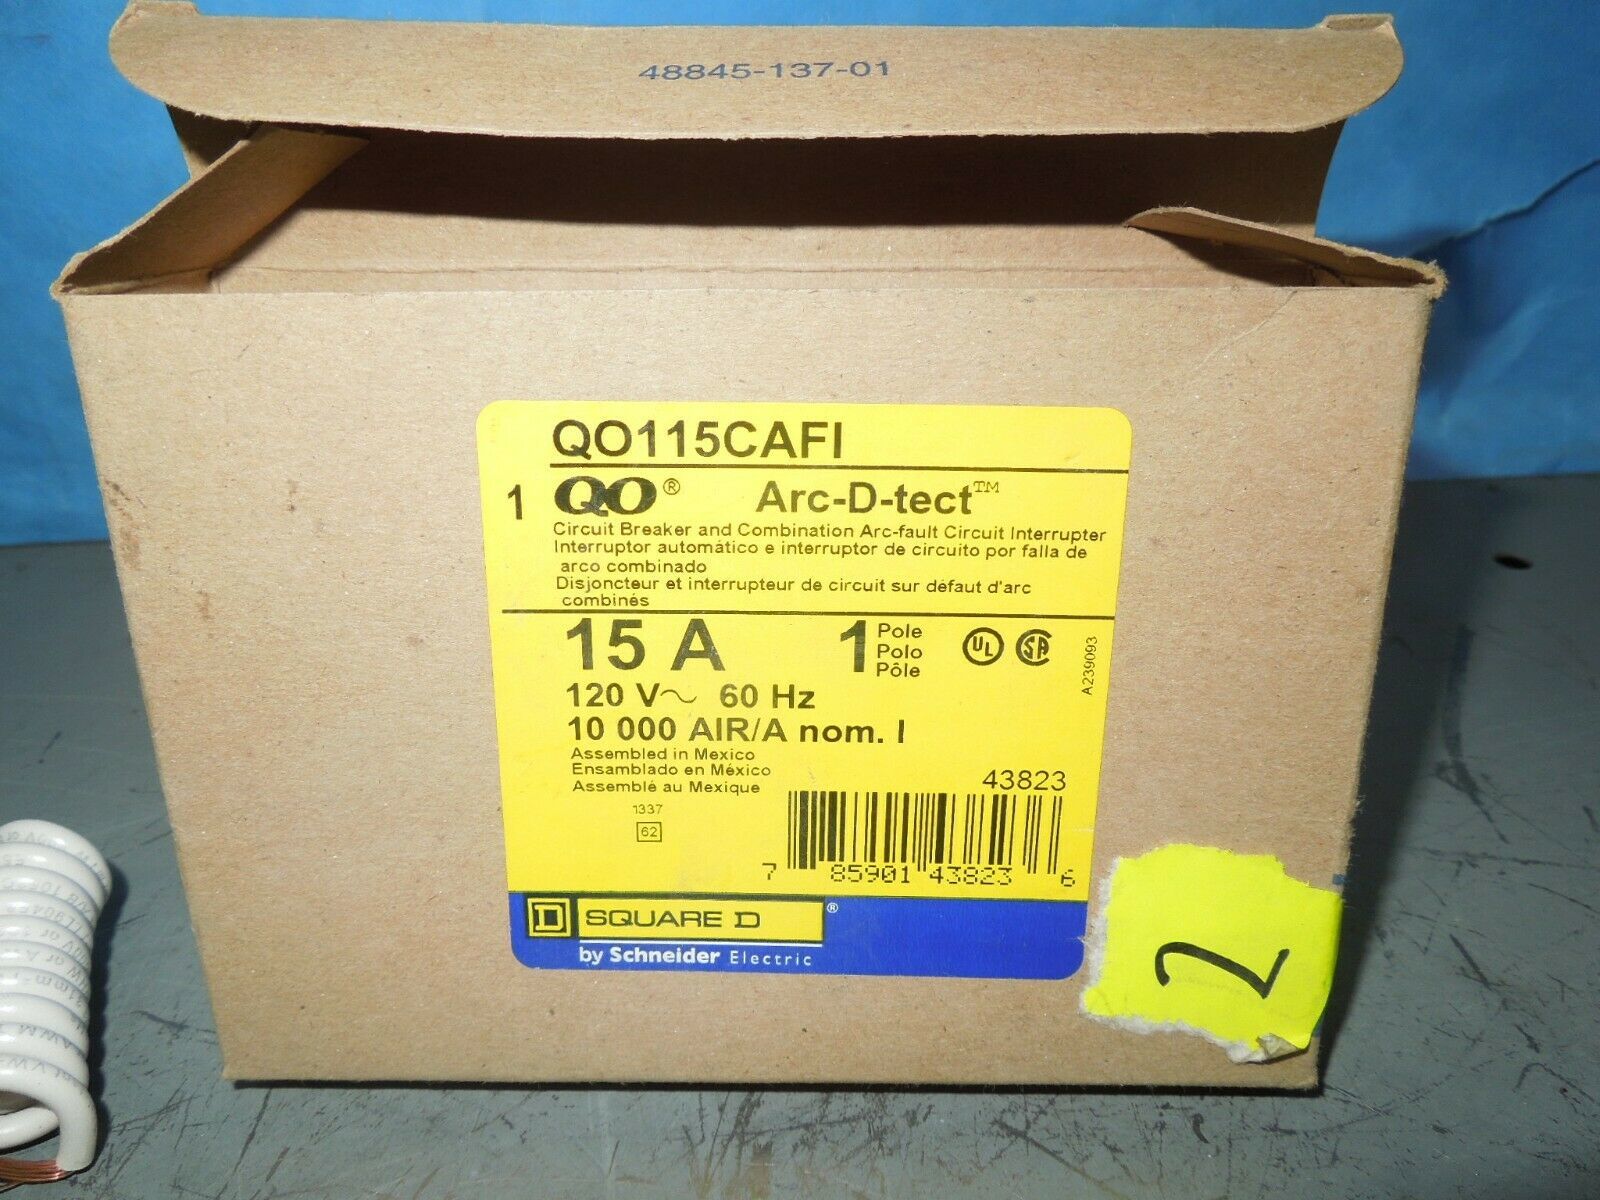 48845-137-01
QO115CAFI
1 QO® Arc-D-tect™
Circuit Breaker and Combination Arc-fault Circuit Interrupter
Interruptor automático e interruptor de circuito por falla de
arco combinado
Disjoncteur et interrupteur de circuit sur défaut d'arc
combinés
15 A
1 Pole
Polo
Pôle
UL
SA
A239093
120 V~ 60 Hz
10 000 AIR/A nom. I
Assembled in Mexico
Ensamblado en México
Assemblé au Mexique
1337
62
43823
7 85901 43823 6
D SQUARE D®
by Schneider Electric
2